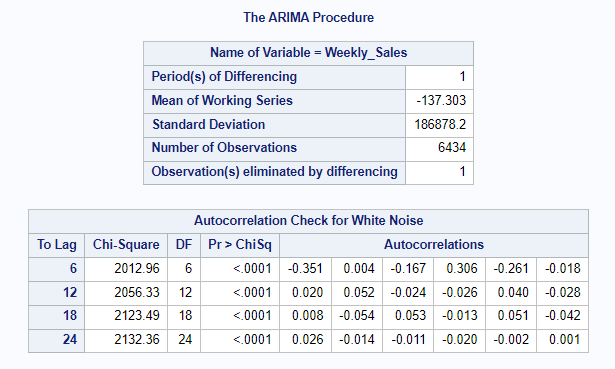 The ARIMA Procedure
Name of Variable = Weekly_Sales
Period(s) of Differencing 1
Mean of Working Series -137.303
Standard Deviation 186878.2
Number of Observations 6434
Observation(s) eliminated by differencing 1
Autocorrelation Check for White Noise
To Lag Chi-Square DF Pr > ChiSq Autocorrelations
6 2012.96 6 <.0001 -0.351 0.004 -0.167 0.306 -0.261 -0.018
12 2056.33 12 <.0001 0.020 0.052 -0.024 -0.026 0.040 -0.028
18 2123.49 18 <.0001 0.008 -0.054 0.053 -0.013 0.051 -0.042
24 2132.36 24 <.0001 0.026 -0.014 -0.011 -0.020 -0.002 0.001